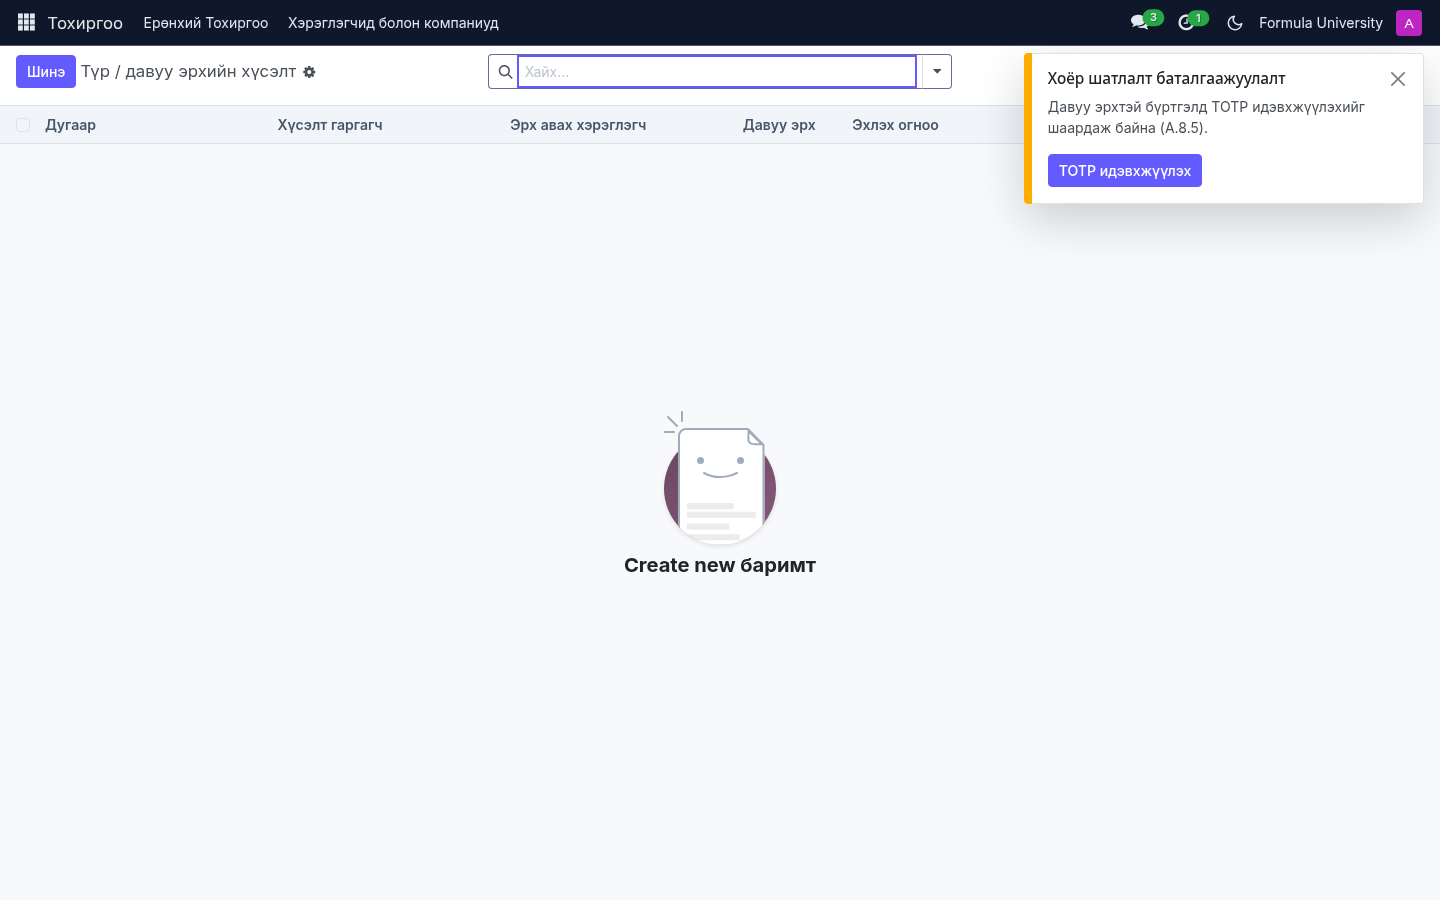 Тохиргоо Ерөнхий Тохиргоо Хэрэглэгчид болон компаниуд 3 1 Formula University A
Шинэ Түр / давуу эрхийн хүсэлт Хайх...
Дугаар Хүсэлт гаргагч Эрх авах хэрэглэгч Давуу эрх Эхлэх огноо
Хоёр шатлалт баталгаажуулалт
Давуу эрхтэй бүртгэлд TOTP идэвхжүүлэхийг
шаардаж байна (A.8.5).
TOTP идэвхжүүлэх
Create new баримт